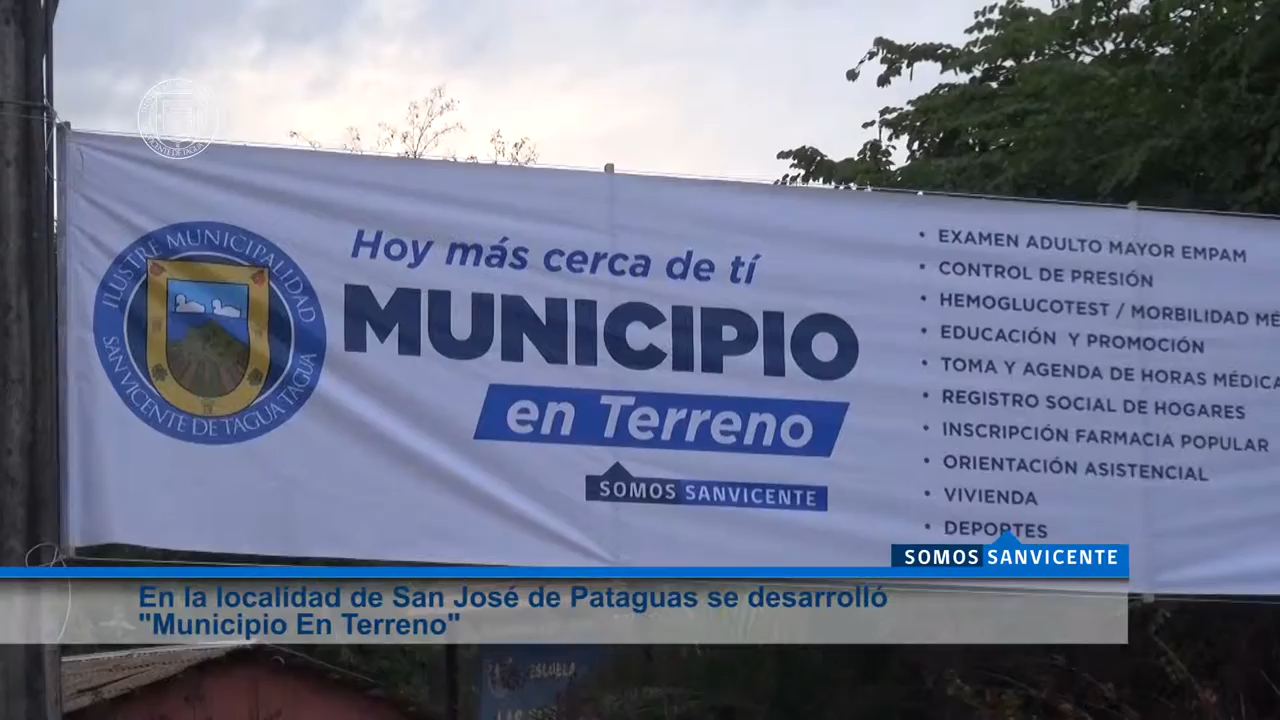 ILUSTRE MUNICIPALIDAD
SAN VICENTE DE TAGUA TAGUA
Hoy más cerca de tí
MUNICIPIO
en Terreno
SOMOS SANVICENTE
• EXAMEN ADULTO MAYOR EMPAM
• CONTROL DE PRESIÓN
• HEMOGLUCOTEST / MORBILIDAD MÉ
• EDUCACIÓN Y PROMOCIÓN
• TOMA Y AGENDA DE HORAS MÉDICA
• REGISTRO SOCIAL DE HOGARES
• INSCRIPCIÓN FARMACIA POPULAR
• ORIENTACIÓN ASISTENCIAL
• VIVIENDA
• DEPORTES
SOMOS SANVICENTE
En la localidad de San José de Pataguas se desarrolló
"Municipio En Terreno"
ESCUELA